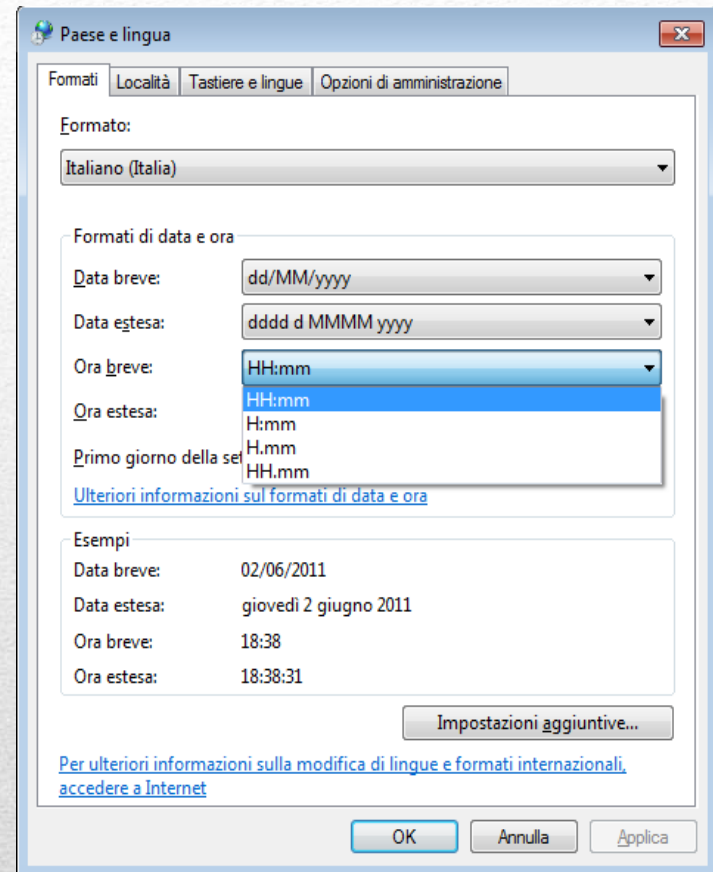 Paese e lingua
Formati Località Tastiere e lingue Opzioni di amministrazione
Formato:
Italiano (Italia)
Formati di data e ora
Data breve: dd/MM/yyyy
Data estesa: dddd d MMMM yyyy
Ora breve: HH:mm
HH:mm
Ora estesa:
H:mm
H.mm
Primo giorno della set
HH.mm
Ulteriori informazioni sul formati di data e ora
Esempi
Data breve: 02/06/2011
Data estesa: giovedì 2 giugno 2011
Ora breve: 18:38
Ora estesa: 18:38:31
Impostazioni aggiuntive...
Per ulteriori informazioni sulla modifica di lingue e formati internazionali,
accedere a Internet
OK Annulla Applica